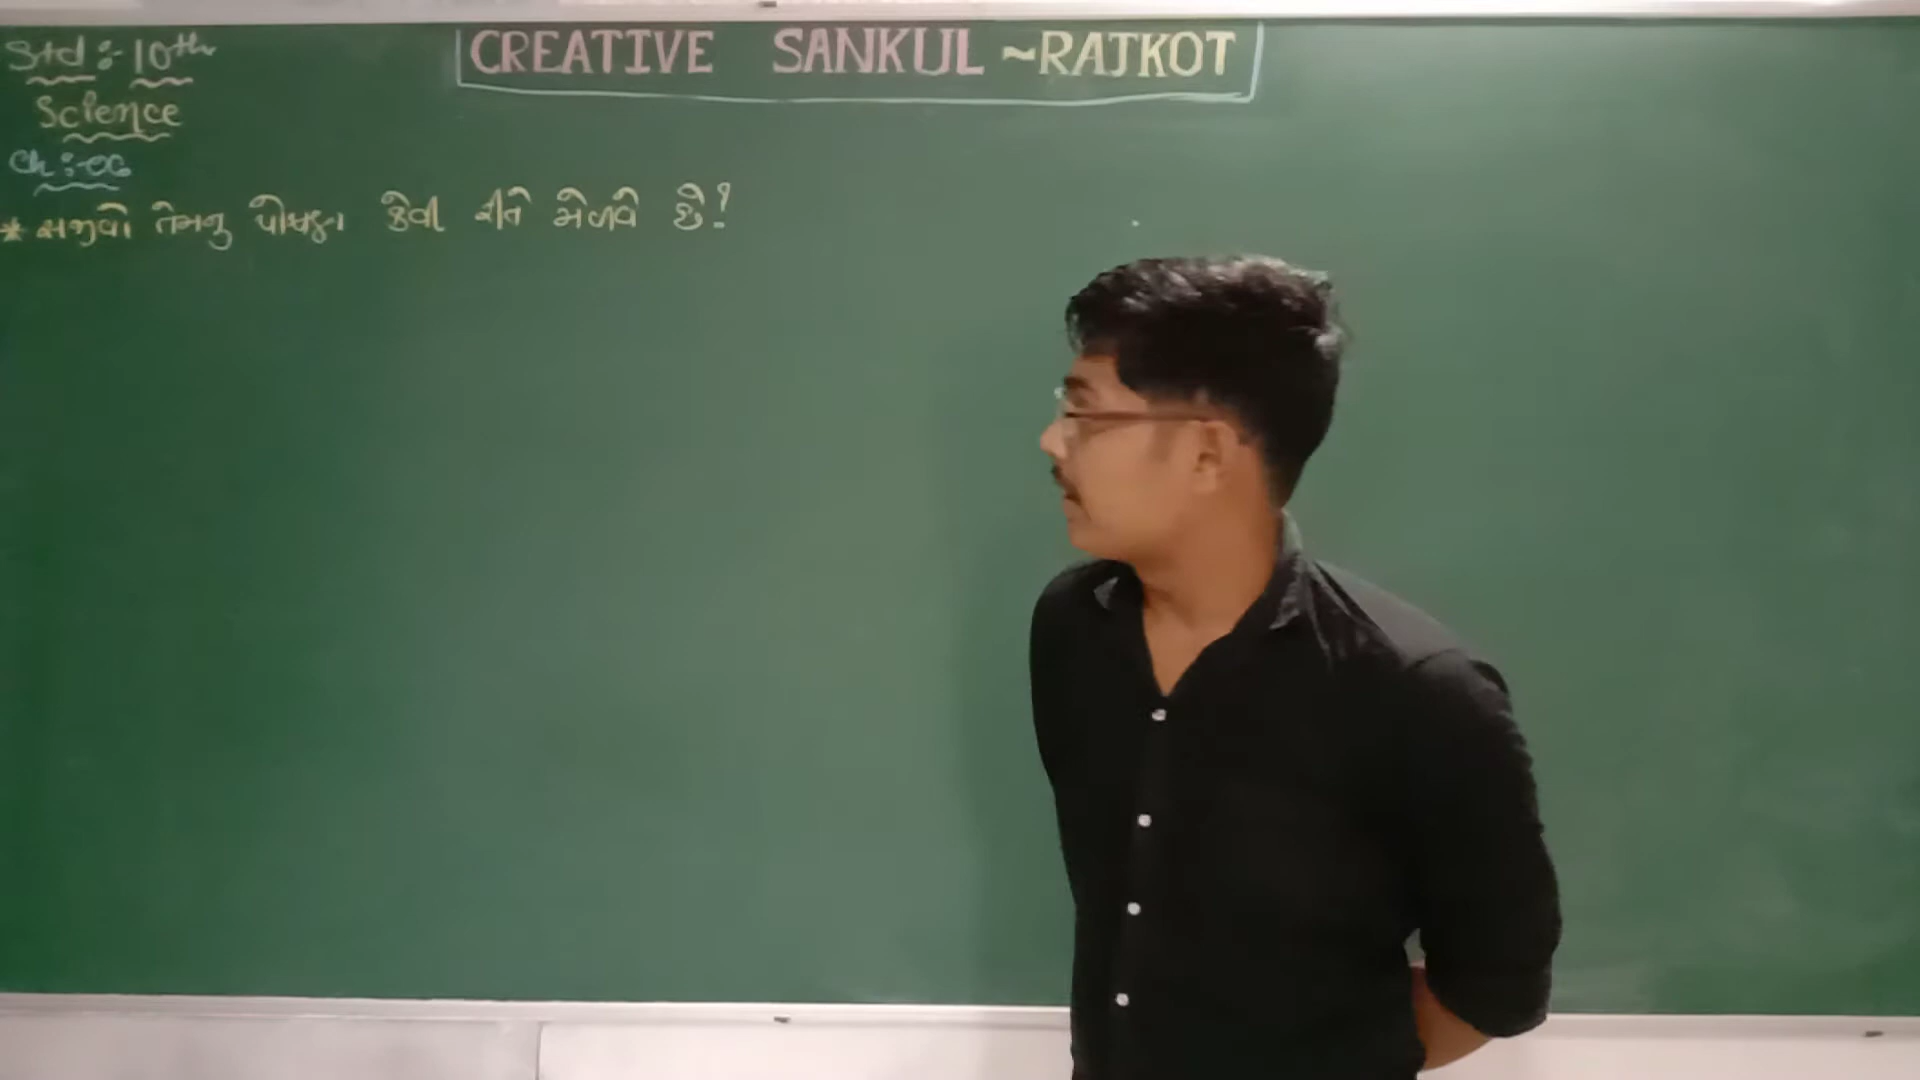 Std :- 10th
CREATIVE SANKUL ~RAJKOT
Science
Ch :- 06
* સજીવો તેમનુ પોષણ કેવી રીતે મેળવે છે?